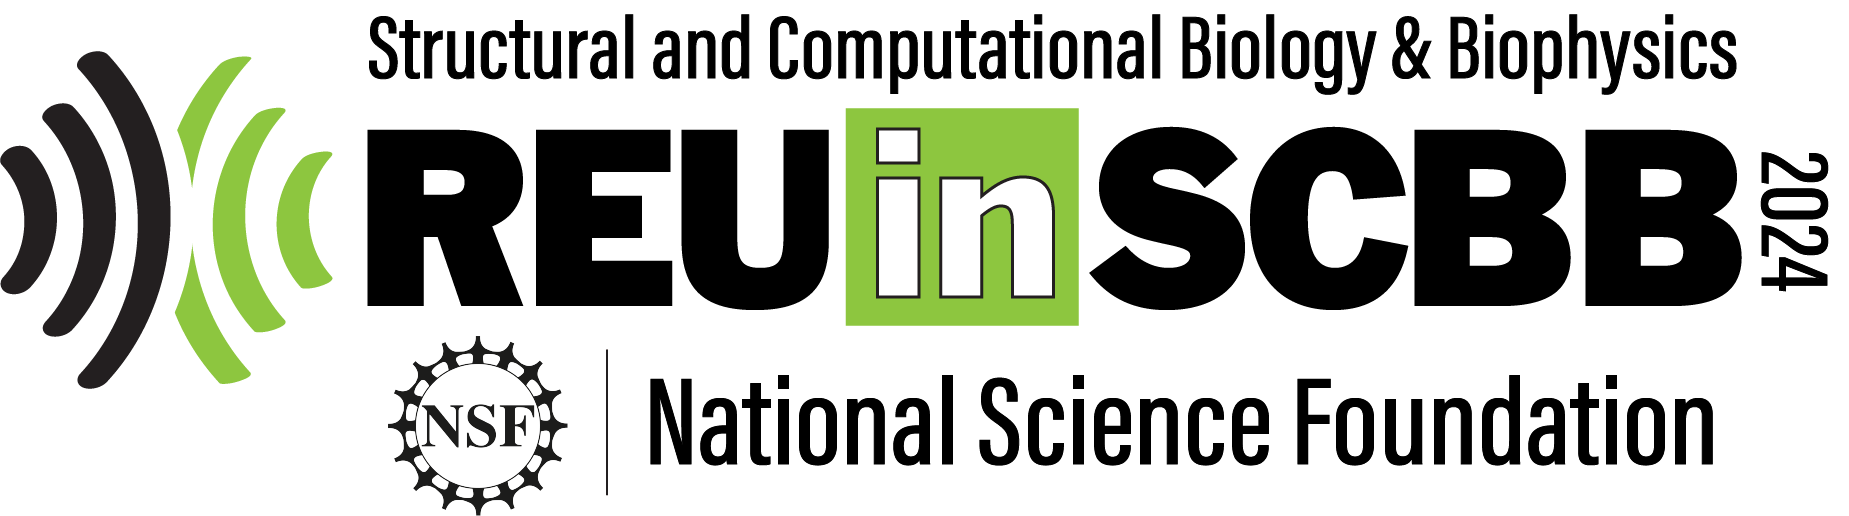 Structural and Computational Biology & Biophysics
REUinSCBB 2024
NSF National Science Foundation